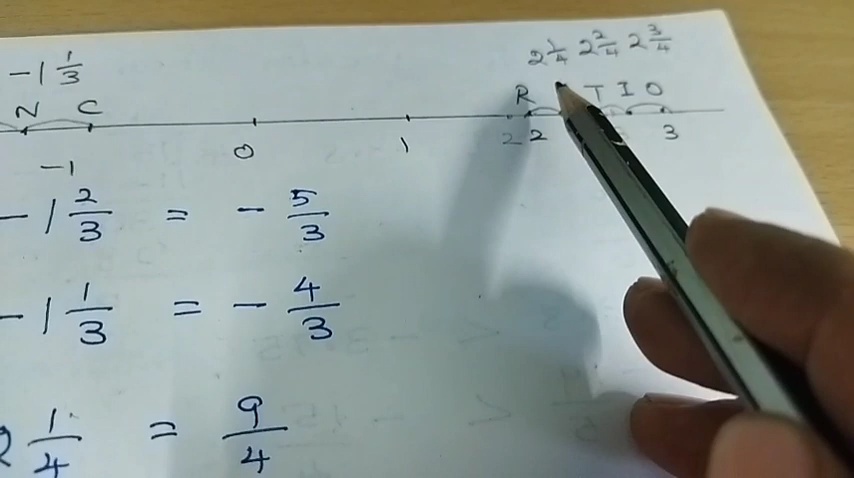 2 1/4 2 2/4 2 3/4
-1 1/3
N C R T I O
-1 0 1 2 2 3
-1 2/3 = - 5/3
-1 1/3 = - 4/3
2 1/4 = 9/4